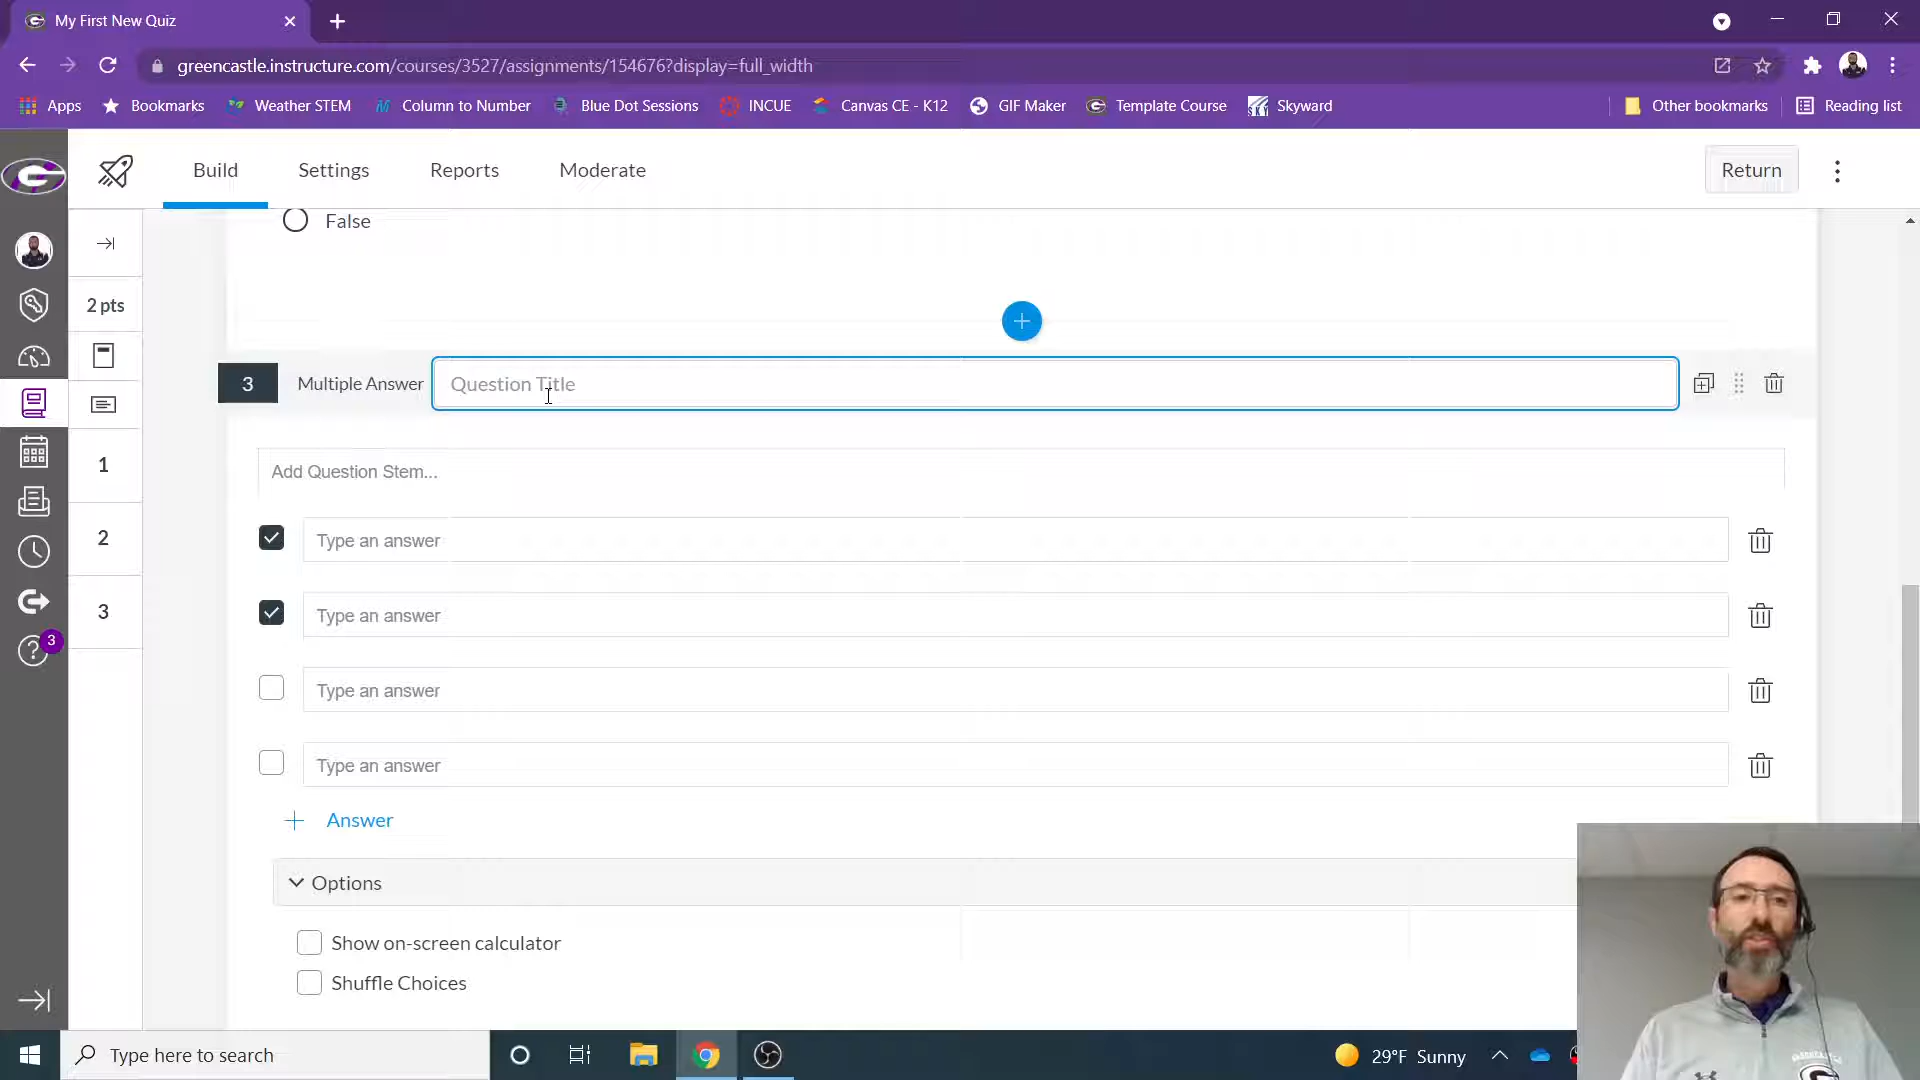 My First New Quiz
greencastle.instructure.com/courses/3527/assignments/154676?display=full_width
Apps Bookmarks Weather STEM Column to Number Blue Dot Sessions INCUE Canvas CE - K12 GIF Maker Template Course Skyward Other bookmarks Reading list
Build Settings Reports Moderate Return
False
2 pts
3 Multiple Answer Question Title
1
Add Question Stem...
2
Type an answer
3
Type an answer
3
Type an answer
Type an answer
Answer
Options
Show on-screen calculator
Shuffle Choices
Type here to search
29°F Sunny